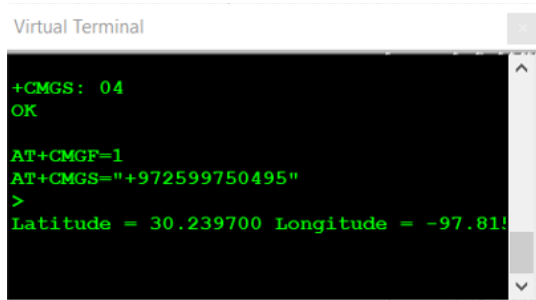 Virtual Terminal
+CMGS: 04
OK
AT+CMGF=1
AT+CMGS="+972599750495"
>
Latitude = 30.239700 Longitude = -97.81